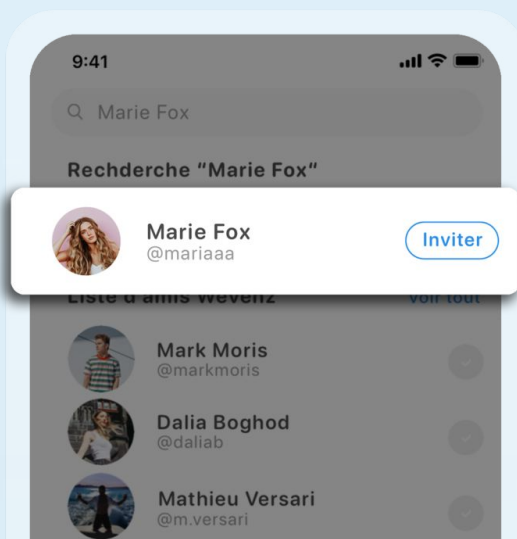 9:41
Marie Fox
Rechderche "Marie Fox"
Marie Fox
@mariaaa
Inviter
Liste d'amis Wevenz
Voir tout
Mark Moris
@markmoris
Dalia Boghod
@daliab
Mathieu Versari
@m.versari